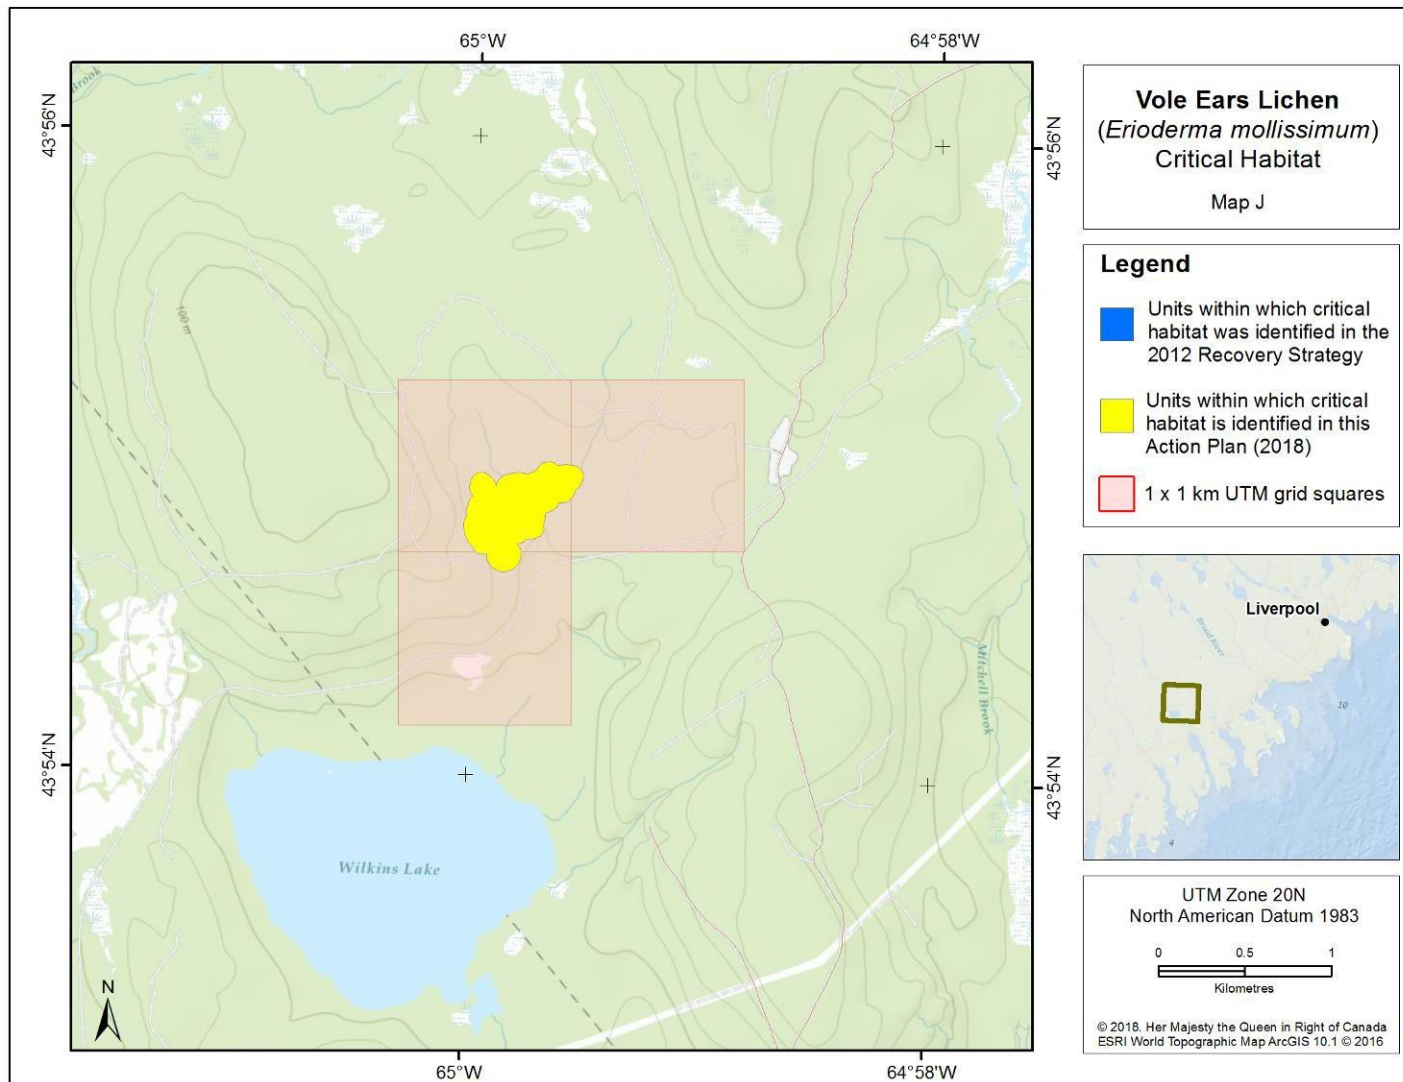 65°W
64°58'W
43°56'N
43°56'N
Brook
100 m
Mitchell Brook
43°54'N
43°54'N
Wilkins Lake
N
65°W
64°58'W
Vole Ears Lichen
(Erioderma mollissimum)
Critical Habitat
Map J
Legend
Units within which critical
habitat was identified in the
2012 Recovery Strategy
Units within which critical
habitat is identified in this
Action Plan (2018)
1 x 1 km UTM grid squares
Liverpool
Broad River
10
4
UTM Zone 20N
North American Datum 1983
0 0.5 1
Kilometres
© 2018. Her Majesty the Queen in Right of Canada
ESRI World Topographic Map ArcGIS 10.1 © 2016